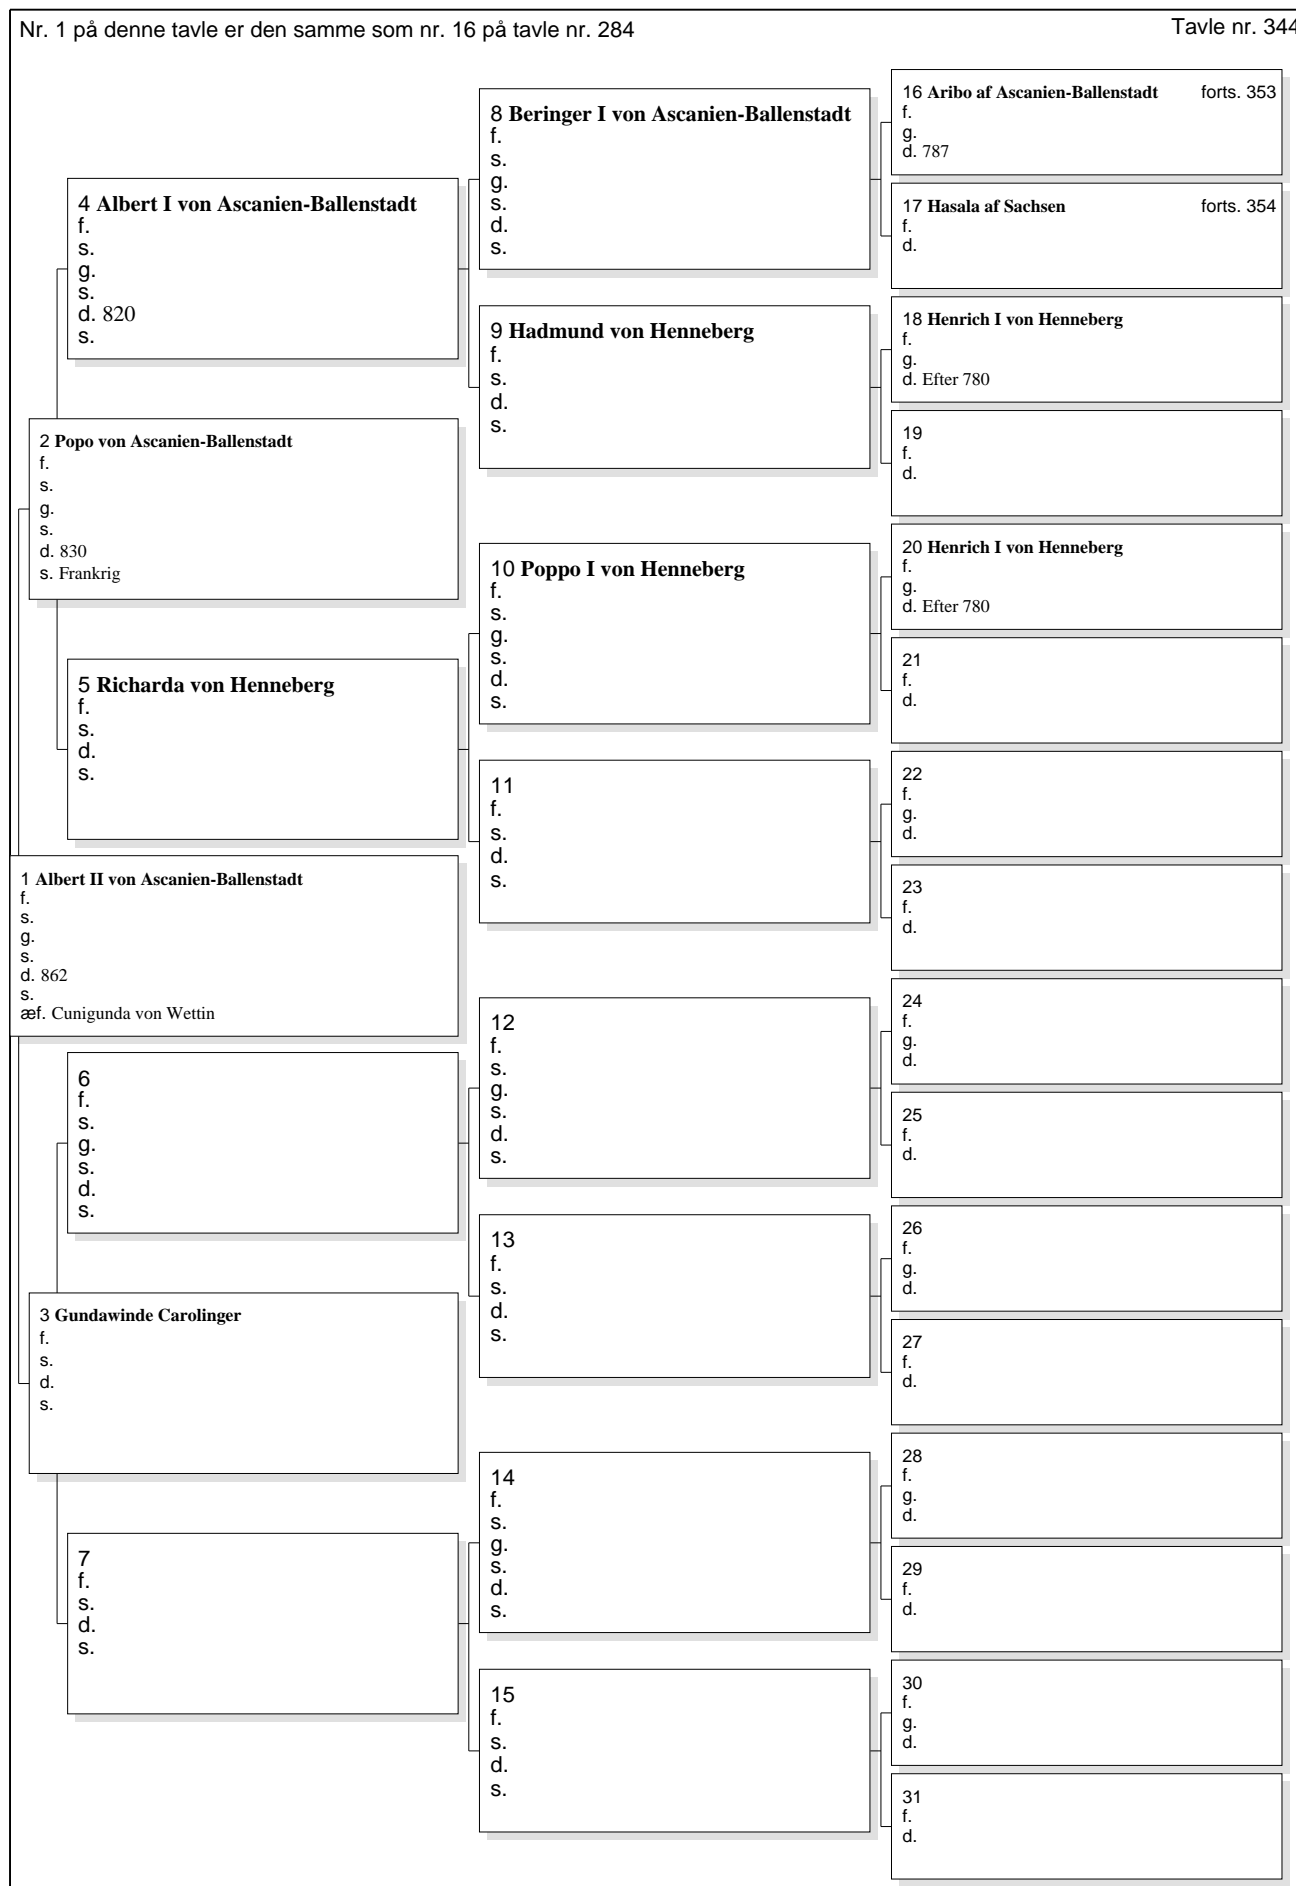 Nr. 1 på denne tavle er den samme som nr. 16 på tavle nr. 284
Tavle nr. 344
1 Albert II von Ascanien-Ballenstadt
f.
s.
g.
s.
d. 862
s.
æf. Cunigunda von Wettin
2 Popo von Ascanien-Ballenstadt
f.
s.
g.
s.
d. 830
s. Frankrig
3 Gundawinde Carolinger
f.
s.
d.
s.
4 Albert I von Ascanien-Ballenstadt
f.
s.
g.
s.
d. 820
s.
5 Richarda von Henneberg
f.
s.
d.
s.
6
f.
s.
g.
s.
d.
s.
7
f.
s.
d.
s.
8 Beringer I von Ascanien-Ballenstadt
f.
s.
g.
s.
d.
s.
9 Hadmund von Henneberg
f.
s.
d.
s.
10 Poppo I von Henneberg
f.
s.
g.
s.
d.
s.
11
f.
s.
d.
s.
12
f.
s.
g.
s.
d.
s.
13
f.
s.
d.
s.
14
f.
s.
g.
s.
d.
s.
15
f.
s.
d.
s.
16 Aribo af Ascanien-Ballenstadt forts. 353
f.
g.
d. 787
17 Hasala af Sachsen forts. 354
f.
d.
18 Henrich I von Henneberg
f.
g.
d. Efter 780
19
f.
d.
20 Henrich I von Henneberg
f.
g.
d. Efter 780
21
f.
d.
22
f.
g.
d.
23
f.
d.
24
f.
g.
d.
25
f.
d.
26
f.
g.
d.
27
f.
d.
28
f.
g.
d.
29
f.
d.
30
f.
g.
d.
31
f.
d.